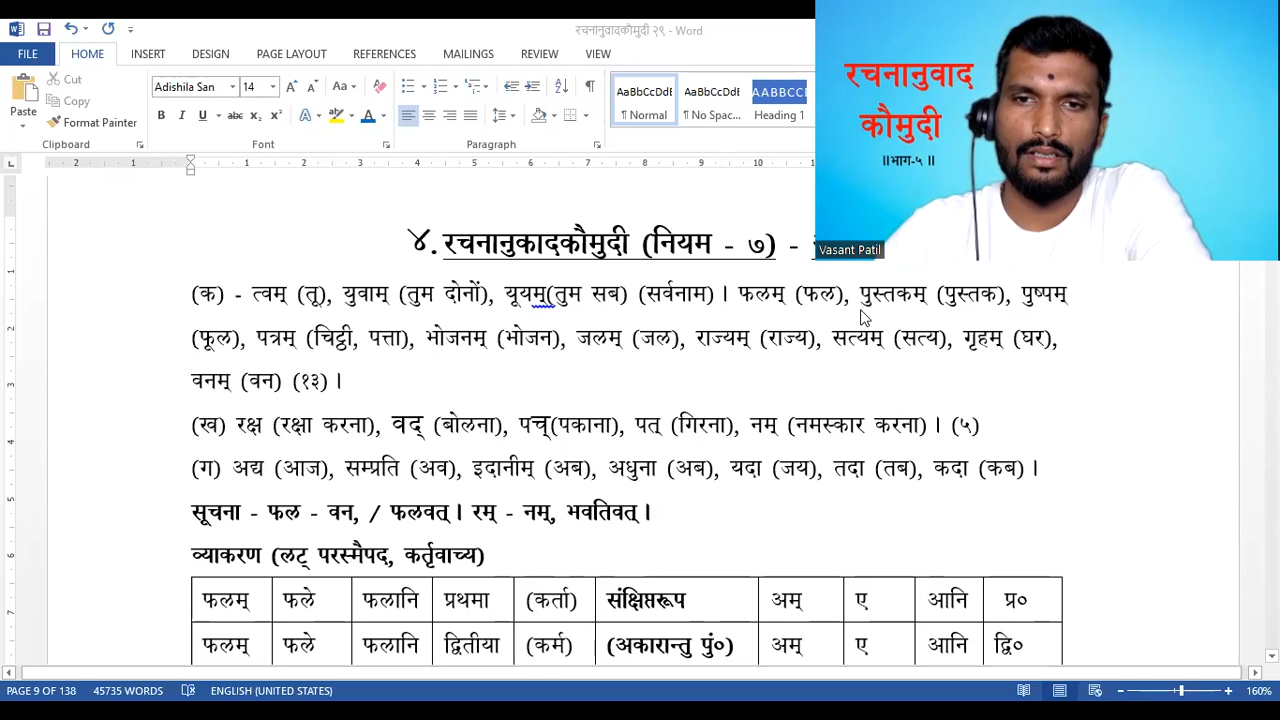 रचनानुवादकौमुदी २९ - Word
FILE HOME INSERT DESIGN PAGE LAYOUT REFERENCES MAILINGS REVIEW VIEW
Paste
Cut
Copy
Format Painter
Clipboard
Adishila San 14
Font
Paragraph
AaBbCcDdE AaBbCcDdE AABBCCD
¶ Normal ¶ No Spac... Heading 1
रचनानुवाद
कौमुदी
॥भाग-५॥
Vasant Patil
४. रचनानुकादकौमुदी (नियम - ७) -
(क) - त्वम् (तू), युवाम् (तुम दोनों), यूयम्(तुम सब) (सर्वनाम)। फलम् (फल), पुस्तकम् (पुस्तक), पुष्पम्
(फूल), पत्रम् (चिट्ठी, पत्ता), भोजनम् (भोजन), जलम् (जल), राज्यम् (राज्य), सत्यम् (सत्य), गृहम् (घर),
वनम् (वन) (१३)।
(ख) रक्ष (रक्षा करना), वद् (बोलना), पच्(पकाना), पत् (गिरना), नम् (नमस्कार करना)। (५)
(ग) अद्य (आज), सम्प्रति (अव), इदानीम् (अब), अधुना (अब), यदा (जय), तदा (तब), कदा (कब)।
सूचना - फल - वन, / फलवत्। रम् - नम्, भवतिवत्।
व्याकरण (लट् परस्मैपद, कर्तृवाच्य)
फलम् फले फलानि प्रथमा (कर्ता) संक्षिप्तरूप अम् ए आनि प्र०
फलम् फले फलानि द्वितीया (कर्म) (अकारान्तु पुं०) अम् ए आनि द्वि०
PAGE 9 OF 138 45735 WORDS ENGLISH (UNITED STATES) 160%